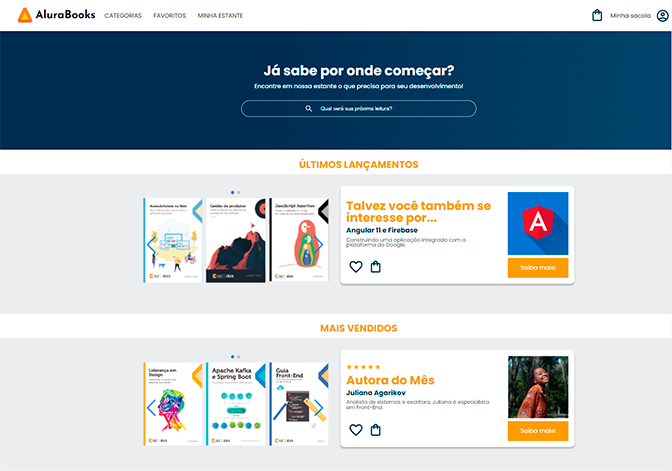 AluraBooks CATEGORIAS FAVORITOS MINHA ESTANTE Minha sacola
Já sabe por onde começar?
Encontre em nossa estante o que precisa para seu desenvolvimento!
Qual será sua próxima leitura?
ÚLTIMOS LANÇAMENTOS
Acessibilidade na Web
Gestão de produtos
JavaScript Assertivo
Talvez você também se
interesse por...
Angular 11 e Firebase
Construindo uma aplicação integrada com a
plataforma do Google.
Saiba mais!
MAIS VENDIDOS
Liderança em
Design
Apache Kafka
e Spring Boot
Guia
Front-End
Autora do Mês
Juliana Agarikov
Analista de sistemas e escritora, Juliana é especialista
em Front-End.
Saiba mais!